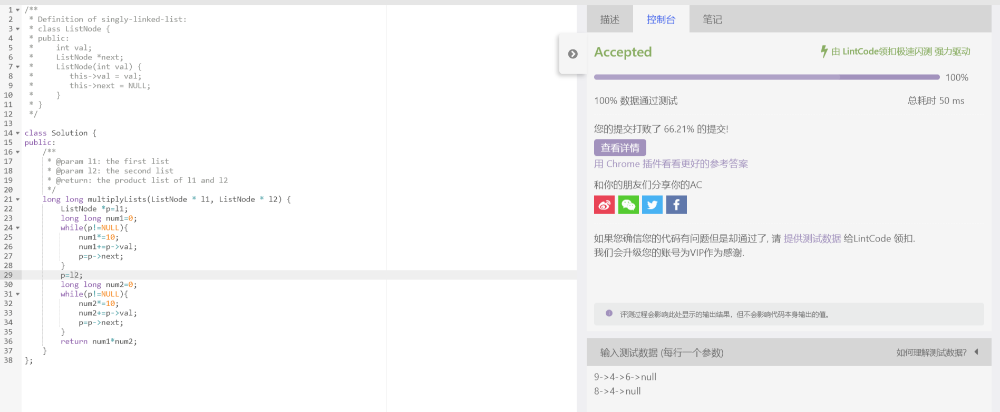 1 /**
2  * Definition of singly-linked-list:
3  * class ListNode {
4  * public:
5  *     int val;
6  *     ListNode *next;
7  *     ListNode(int val) {
8  *        this->val = val;
9  *        this->next = NULL;
10  *     }
11  * }
12  */
13
14 class Solution {
15 public:
16     /**
17      * @param l1: the first list
18      * @param l2: the second list
19      * @return: the product list of l1 and l2
20      */
21     long long multiplyLists(ListNode * l1, ListNode * l2) {
22         ListNode *p=l1;
23         long long num1=0;
24         while(p!=NULL){
25             num1*=10;
26             num1+=p->val;
27             p=p->next;
28         }
29         p=l2;
30         long long num2=0;
31         while(p!=NULL){
32             num2*=10;
33             num2+=p->val;
34             p=p->next;
35         }
36         return num1*num2;
37     }
38 };
描述 控制台 笔记
Accepted 由 LintCode领扣极速闪测 强力驱动
100%
100% 数据通过测试 总耗时 50 ms
您的提交打败了 66.21% 的提交!
查看详情
用 Chrome 插件看看更好的参考答案
和你的朋友们分享你的AC
如果您确信您的代码有问题但是却通过了, 请 提供测试数据 给LintCode 领扣.
我们会升级您的账号为VIP作为感谢.
评测过程会影响此处显示的输出结果，但不会影响代码本身输出的值。
输入测试数据 (每行一个参数) 如何理解测试数据?
9->4->6->null
8->4->null